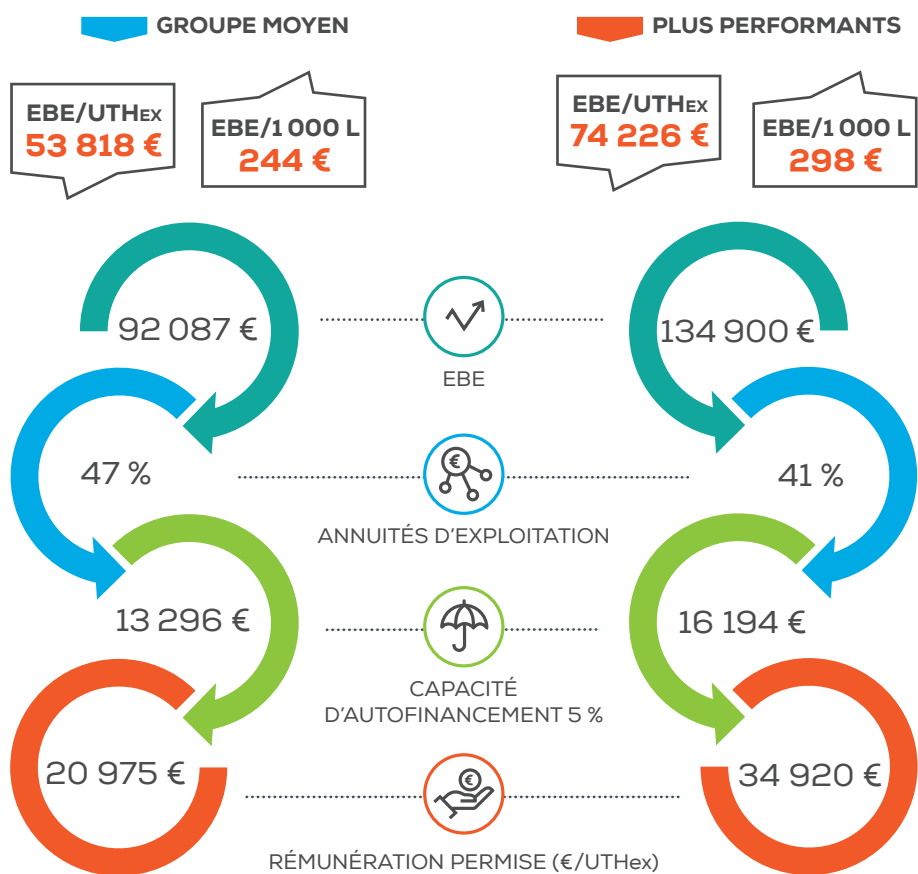 GROUPE MOYEN
PLUS PERFORMANTS
EBE/UTHEX
53 818 €
EBE/1 000 L
244 €
EBE/UTHEX
74 226 €
EBE/1 000 L
298 €
92 087 €
134 900 €
EBE
47 %
€
41 %
ANNUITÉS D'EXPLOITATION
13 296 €
16 194 €
CAPACITÉ
D'AUTOFINANCEMENT 5 %
20 975 €
€
34 920 €
RÉMUNÉRATION PERMISE (€/UTHex)